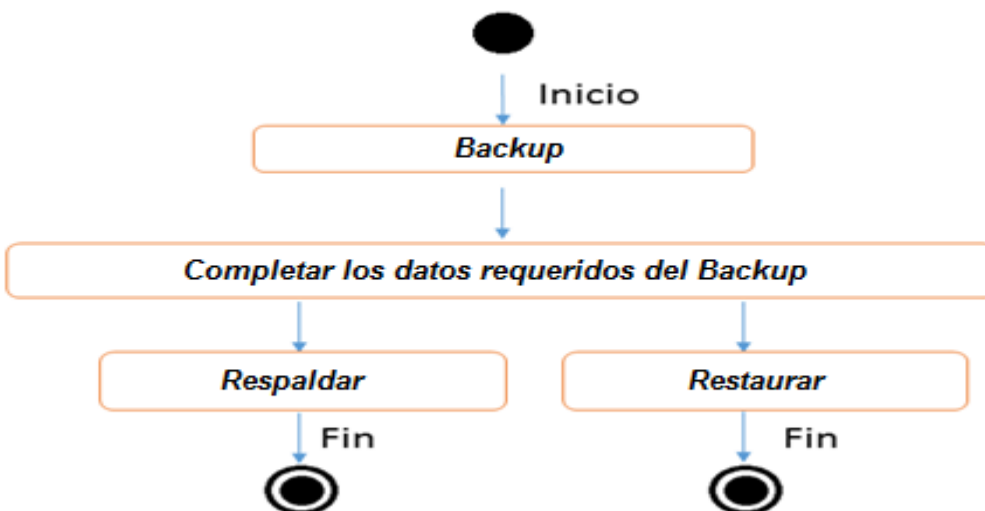 Inicio
Backup
Completar los datos requeridos del Backup
Respaldar
Restaurar
Fin
Fin